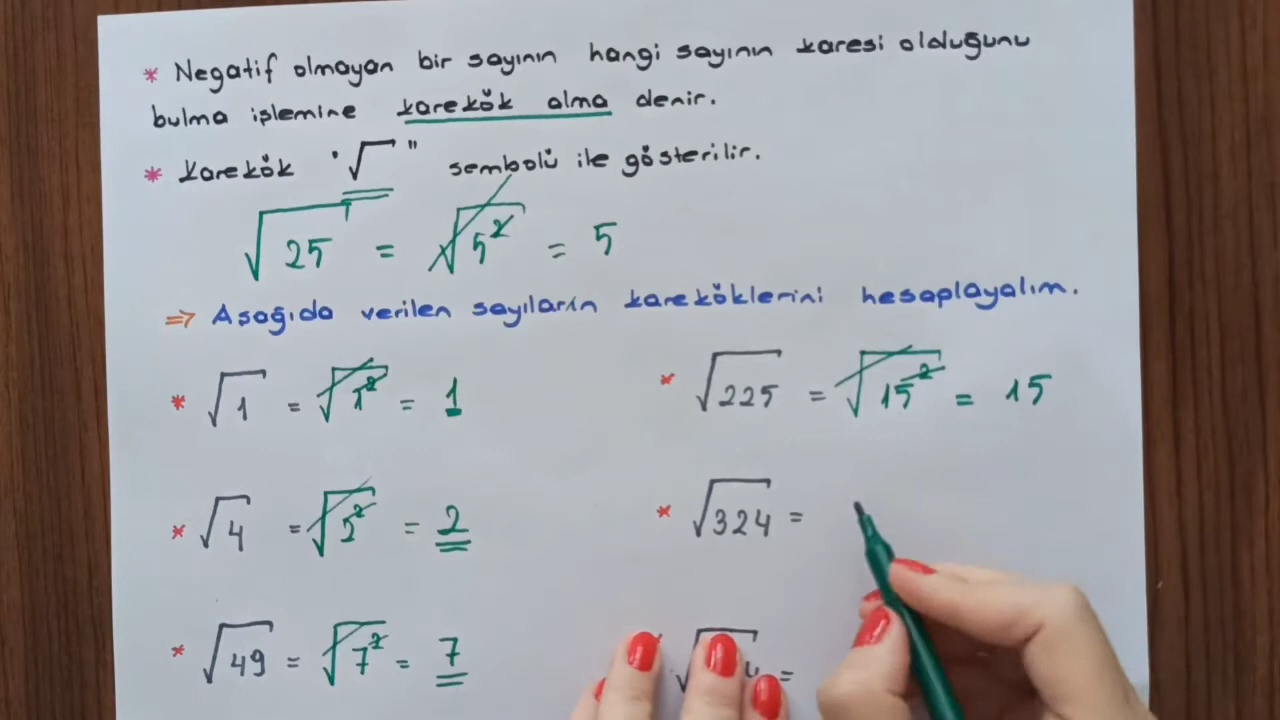 * Negatif olmayan bir sayının hangi sayının karesi olduğunu
bulma işlemine karekök alma denir.
* Karekök "√" sembolü ile gösterilir.
√25 = √5² = 5
⇒ Aşağıda verilen sayıların kareköklerini hesaplayalım.
* √1 = √1² = 1
* √225 = √15² = 15
* √4 = √2² = 2
* √324 =
* √49 = √7² = 7